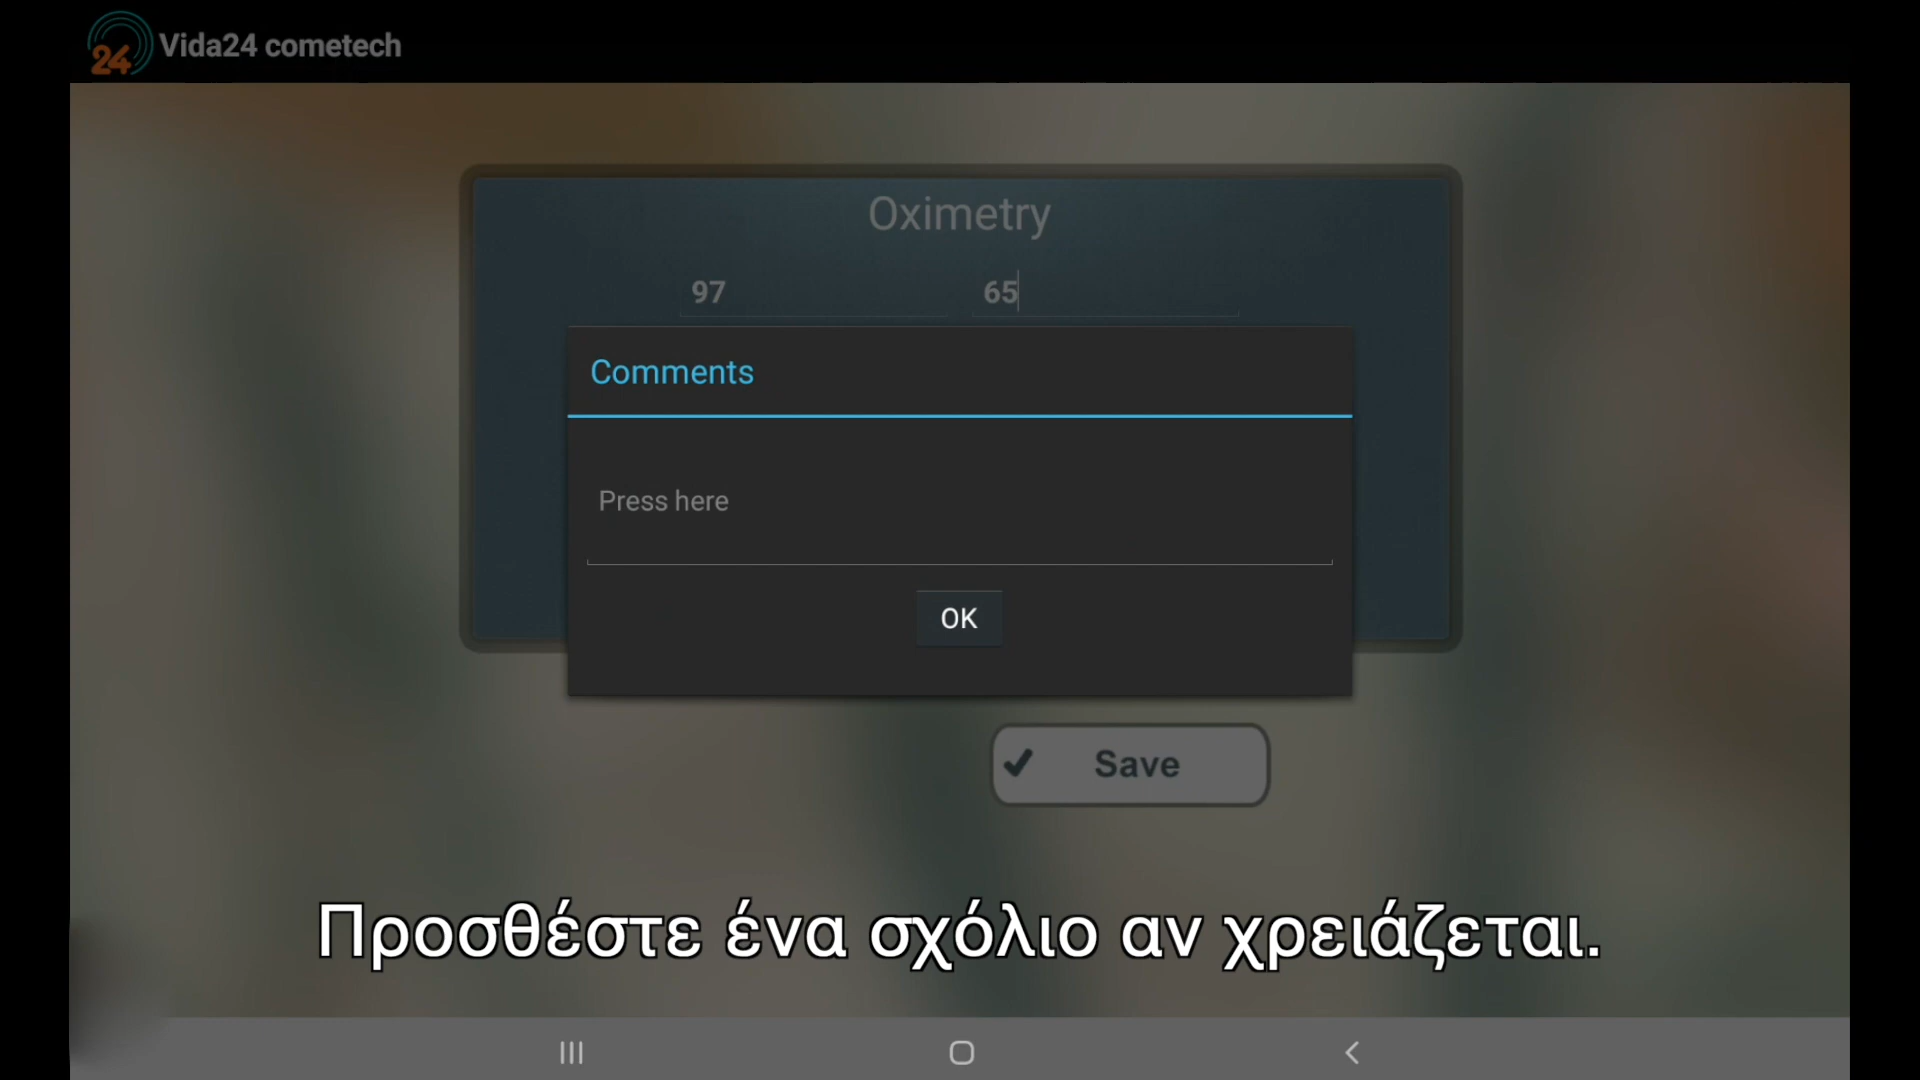 24 Vida24 cometech
Oximetry
97 65
Comments
Press here
OK
Save
Προσθέστε ένα σχόλιο αν χρειάζεται.